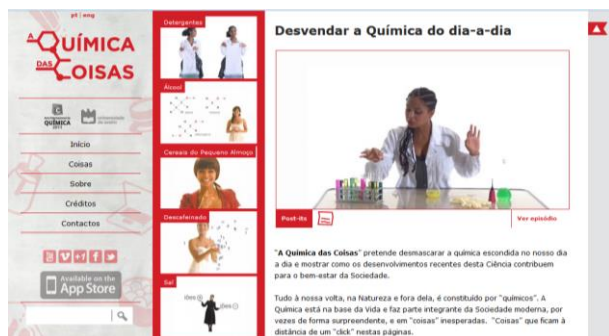 pt | eng
A QUÍMICA
DAS COISAS
QUÍMICA
2011
universidade
de aveiro
Início
Coisas
Sobre
Créditos
Contactos
Available on the
App Store
Detergentes
Álcool
Cereais do Pequeno Almoço
Descafeinado
Sal
Desvendar a Química do dia-a-dia
Post-its
Ver episódio
"A Química das Coisas" pretende desmascarar a química escondida no nosso dia
a dia e mostrar como os desenvolvimentos recentes desta Ciência contribuem
para o bem-estar da Sociedade.
Tudo à nossa volta, na Natureza e fora dela, é constituído por "químicos". A
Química está na base da Vida e faz parte integrante da Sociedade moderna, por
vezes de forma surpreendente, e em "coisas" inesperadas. "Coisas" que ficam à
distância de um "click" nestas páginas.